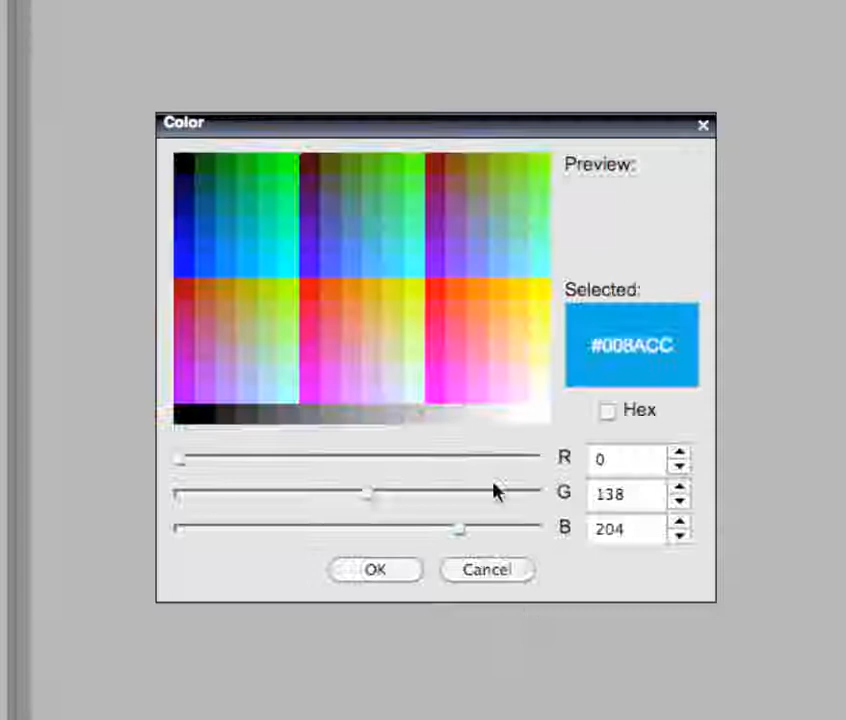 Color
Preview:
Selected:
#008ACC
Hex
R 0
G 138
B 204
OK Cancel